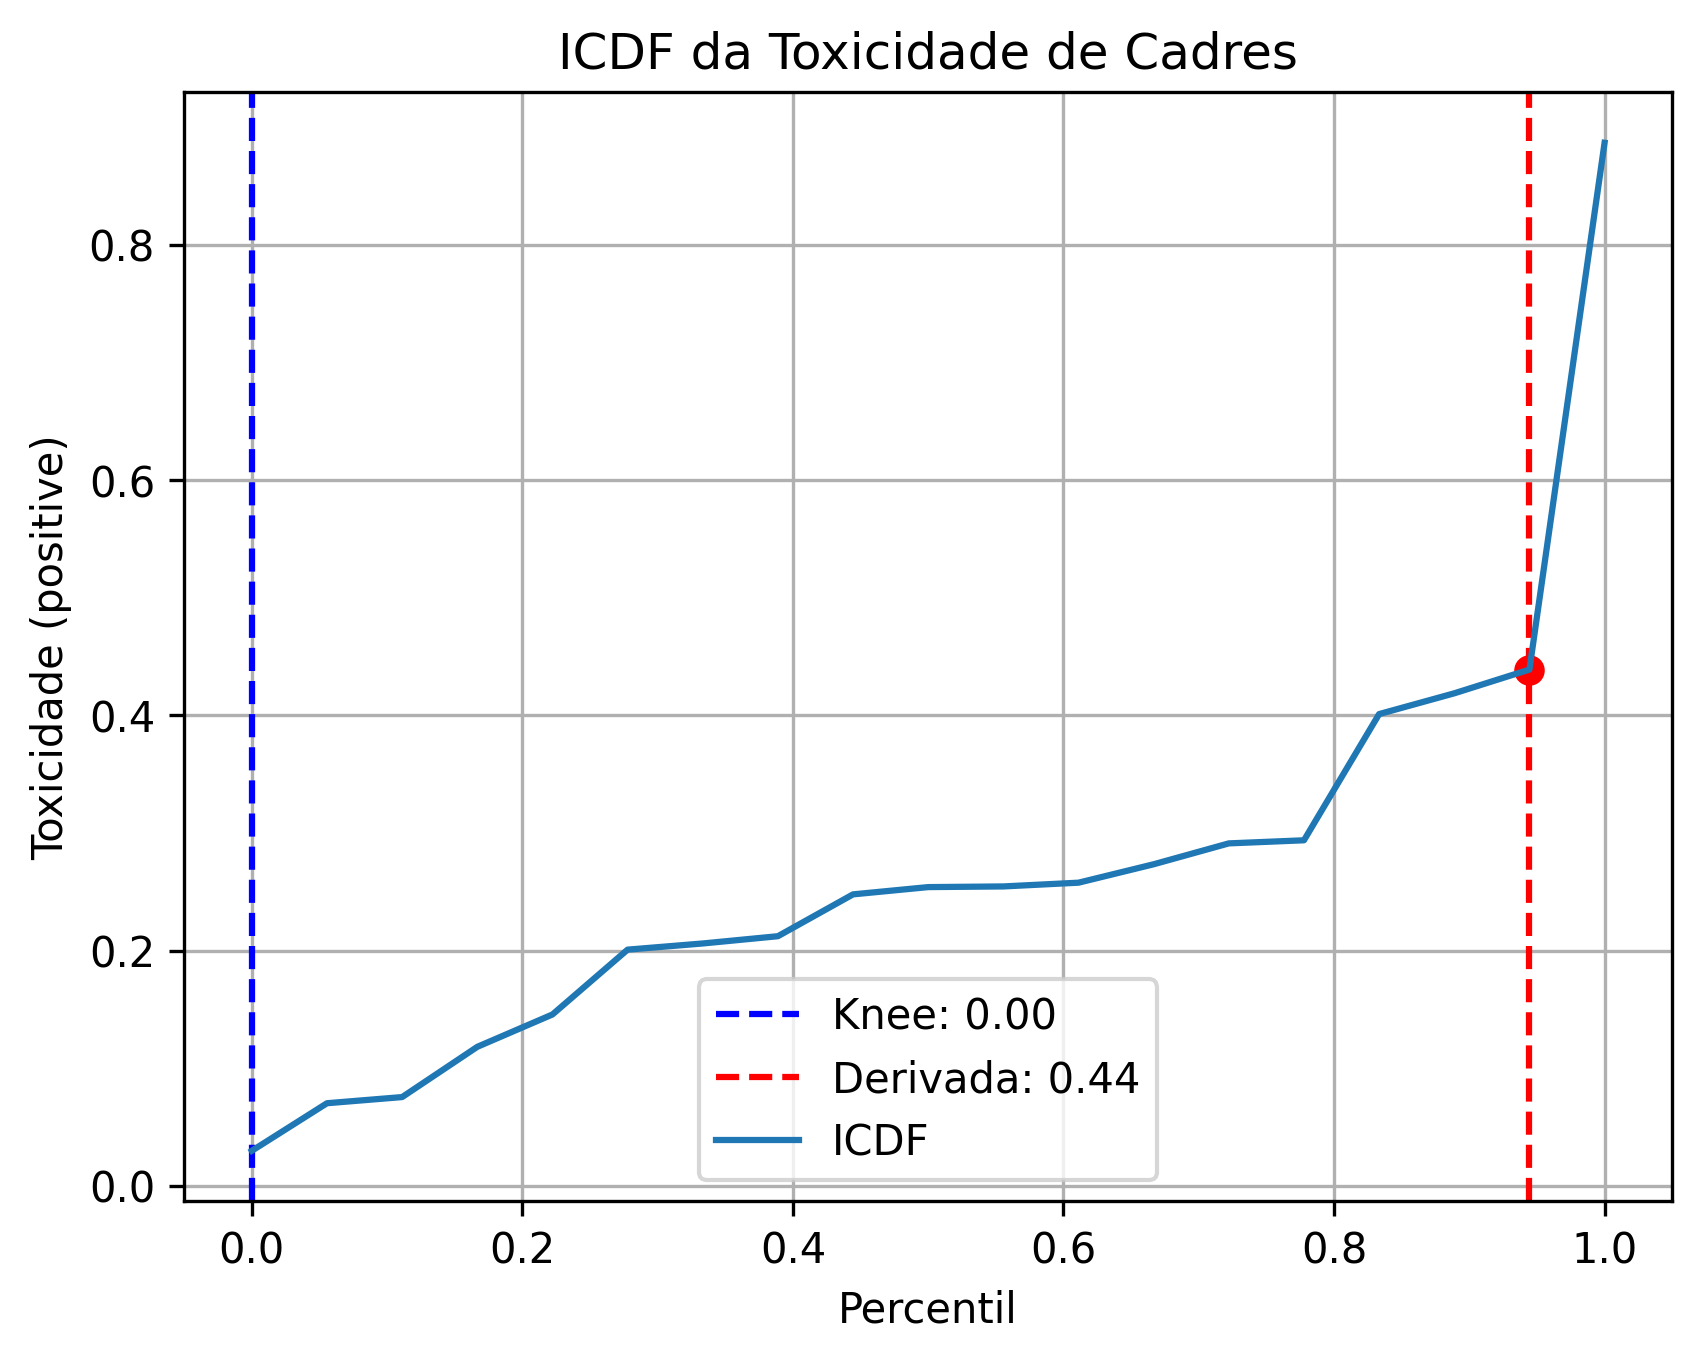 ICDF da Toxicidade de Cadres
Toxicidade (positive)
0.8
0.6
0.4
0.2
0.0
Knee: 0.00
Derivada: 0.44
ICDF
0.0 0.2 0.4 0.6 0.8 1.0
Percentil